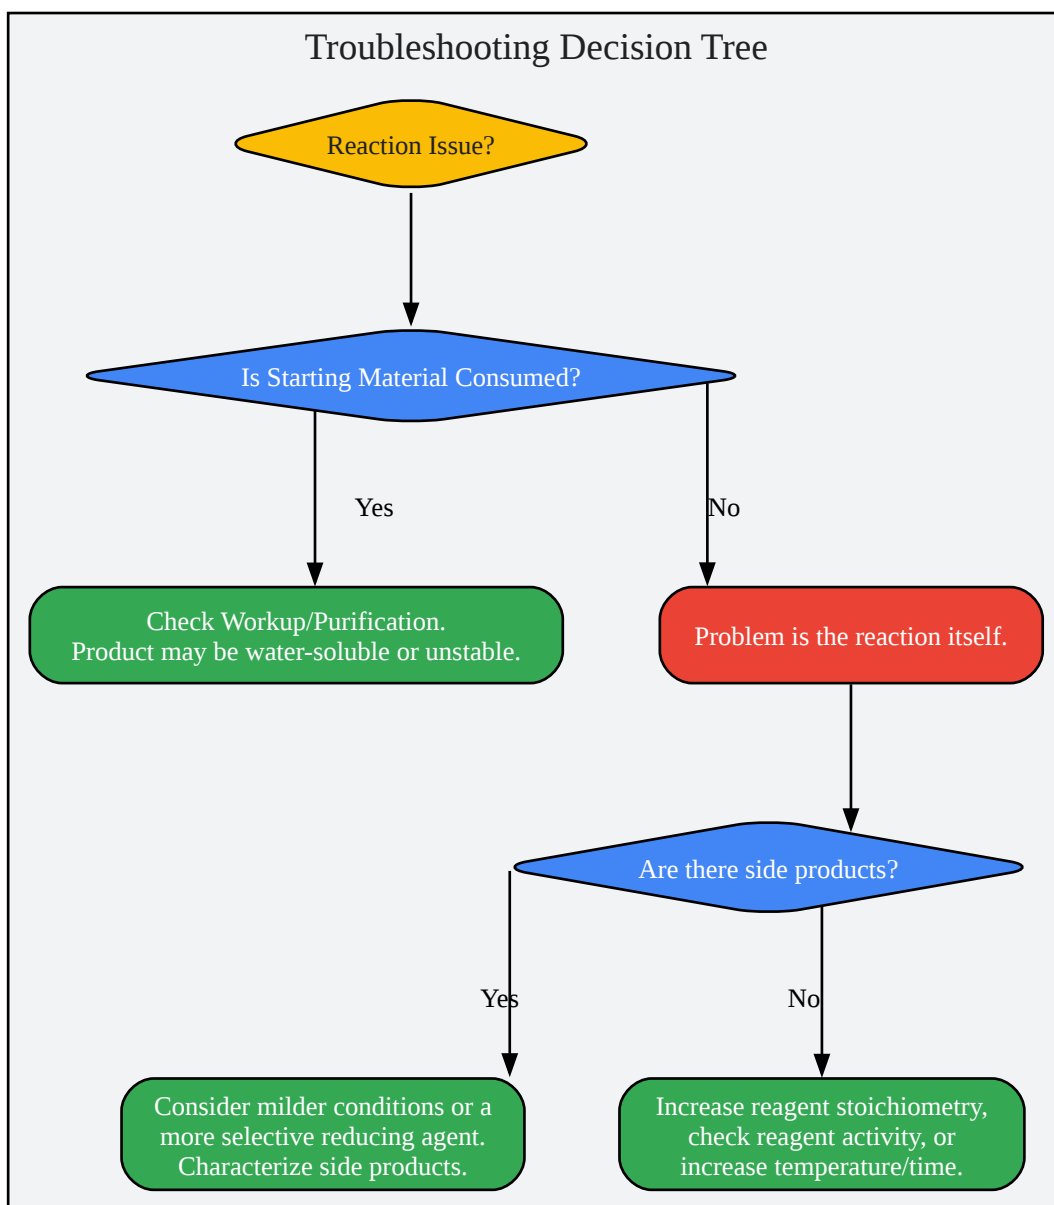 Troubleshooting Decision Tree
Reaction Issue?
Is Starting Material Consumed?
Yes
No
Check Workup/Purification.
Product may be water-soluble or unstable.
Problem is the reaction itself.
Are there side products?
Yes
No
Consider milder conditions or a
more selective reducing agent.
Characterize side products.
Increase reagent stoichiometry,
check reagent activity, or
increase temperature/time.